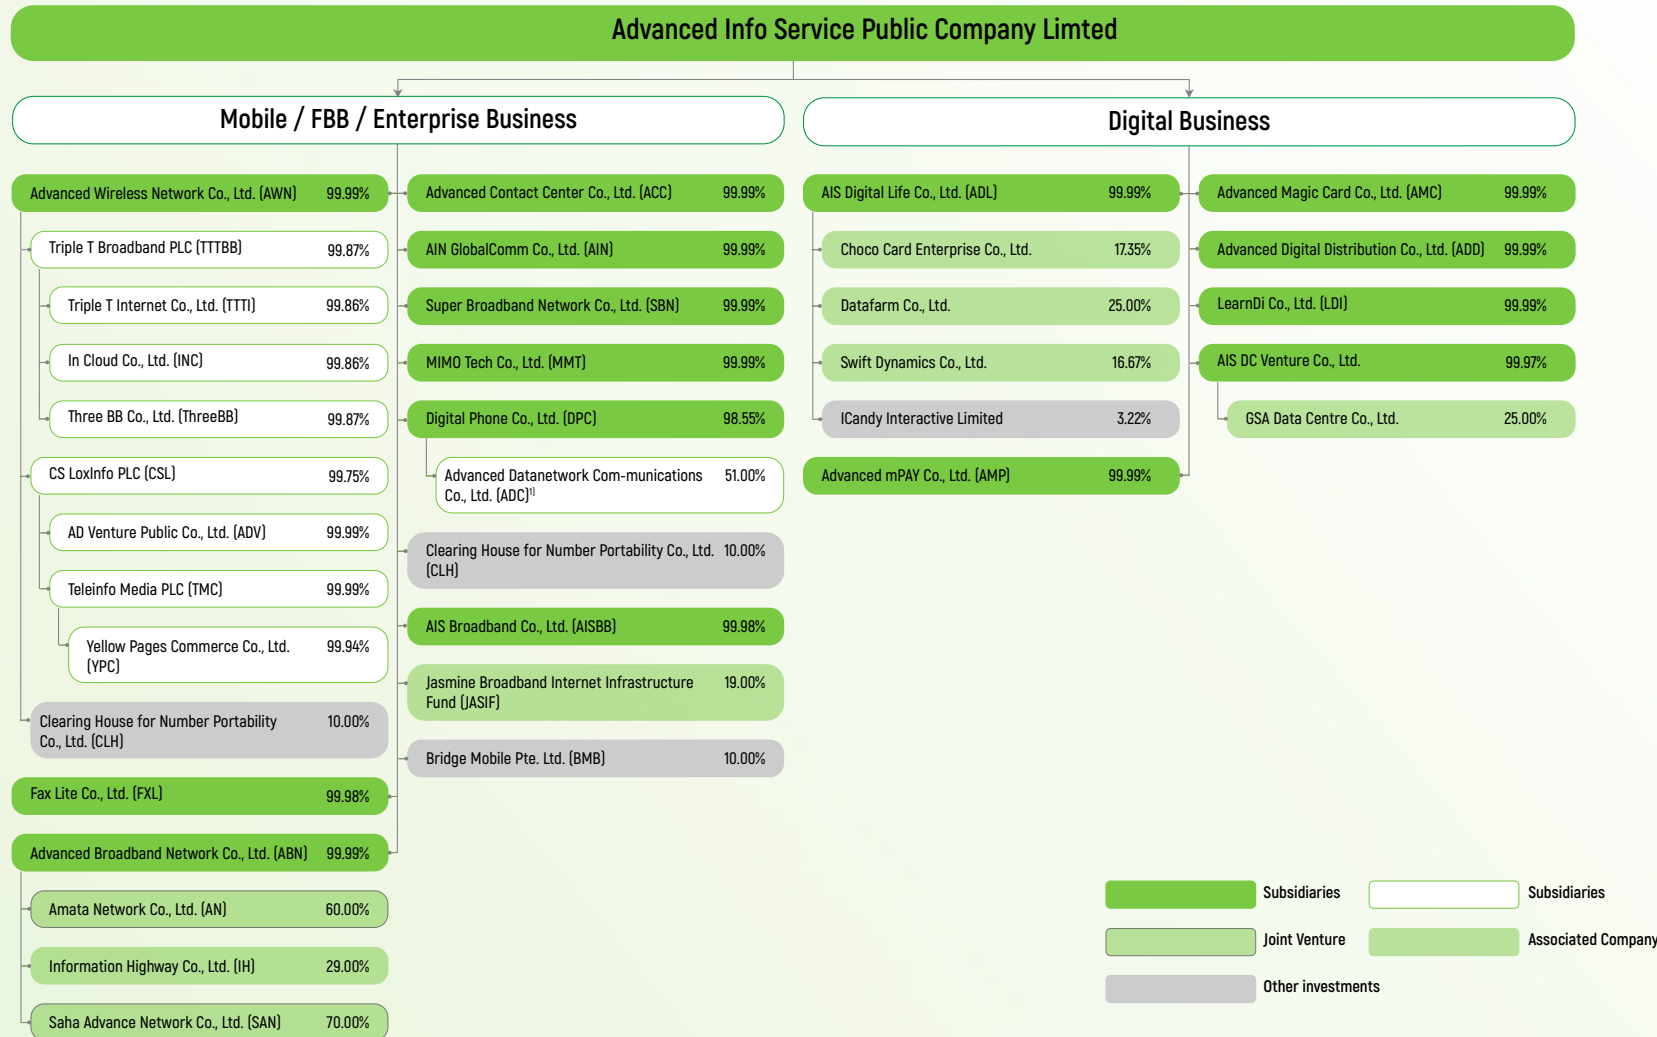 Advanced Info Service Public Company Limted
Mobile / FBB / Enterprise Business
Advanced Wireless Network Co., Ltd. (AWN) 99.99%
Triple T Broadband PLC (TTTBB) 99.87%
Triple T Internet Co., Ltd. (TTTI) 99.86%
In Cloud Co., Ltd. (INC) 99.86%
Three BB Co., Ltd. (ThreeBB) 99.87%
CS LoxInfo PLC (CSL) 99.75%
AD Venture Public Co., Ltd. (ADV) 99.99%
Teleinfo Media PLC (TMC) 99.99%
Yellow Pages Commerce Co., Ltd. 99.94%
(YPC)
Clearing House for Number Portability 10.00%
Co., Ltd. (CLH)
Fax Lite Co., Ltd. (FXL) 99.98%
Advanced Broadband Network Co., Ltd. (ABN) 99.99%
Amata Network Co., Ltd. (AN) 60.00%
Information Highway Co., Ltd. (IH) 29.00%
Saha Advance Network Co., Ltd. (SAN) 70.00%
Advanced Contact Center Co., Ltd. (ACC) 99.99%
AIN GlobalComm Co., Ltd. (AIN) 99.99%
Super Broadband Network Co., Ltd. (SBN) 99.99%
MIMO Tech Co., Ltd. (MMT) 99.99%
Digital Phone Co., Ltd. (DPC) 98.55%
Advanced Datanetwork Com-munications 51.00%
Co., Ltd. (ADC)1)
Clearing House for Number Portability Co., Ltd. 10.00%
(CLH)
AIS Broadband Co., Ltd. (AISBB) 99.98%
Jasmine Broadband Internet Infrastructure 19.00%
Fund (JASIF)
Bridge Mobile Pte. Ltd. (BMB) 10.00%
Digital Business
AIS Digital Life Co., Ltd. (ADL) 99.99%
Choco Card Enterprise Co., Ltd. 17.35%
Datafarm Co., Ltd. 25.00%
Swift Dynamics Co., Ltd. 16.67%
ICandy Interactive Limited 3.22%
Advanced mPAY Co., Ltd. (AMP) 99.99%
Advanced Magic Card Co., Ltd. (AMC) 99.99%
Advanced Digital Distribution Co., Ltd. (ADD) 99.99%
LearnDi Co., Ltd. (LDI) 99.99%
AIS DC Venture Co., Ltd. 99.97%
GSA Data Centre Co., Ltd. 25.00%
Subsidiaries
Subsidiaries
Joint Venture
Associated Company
Other investments